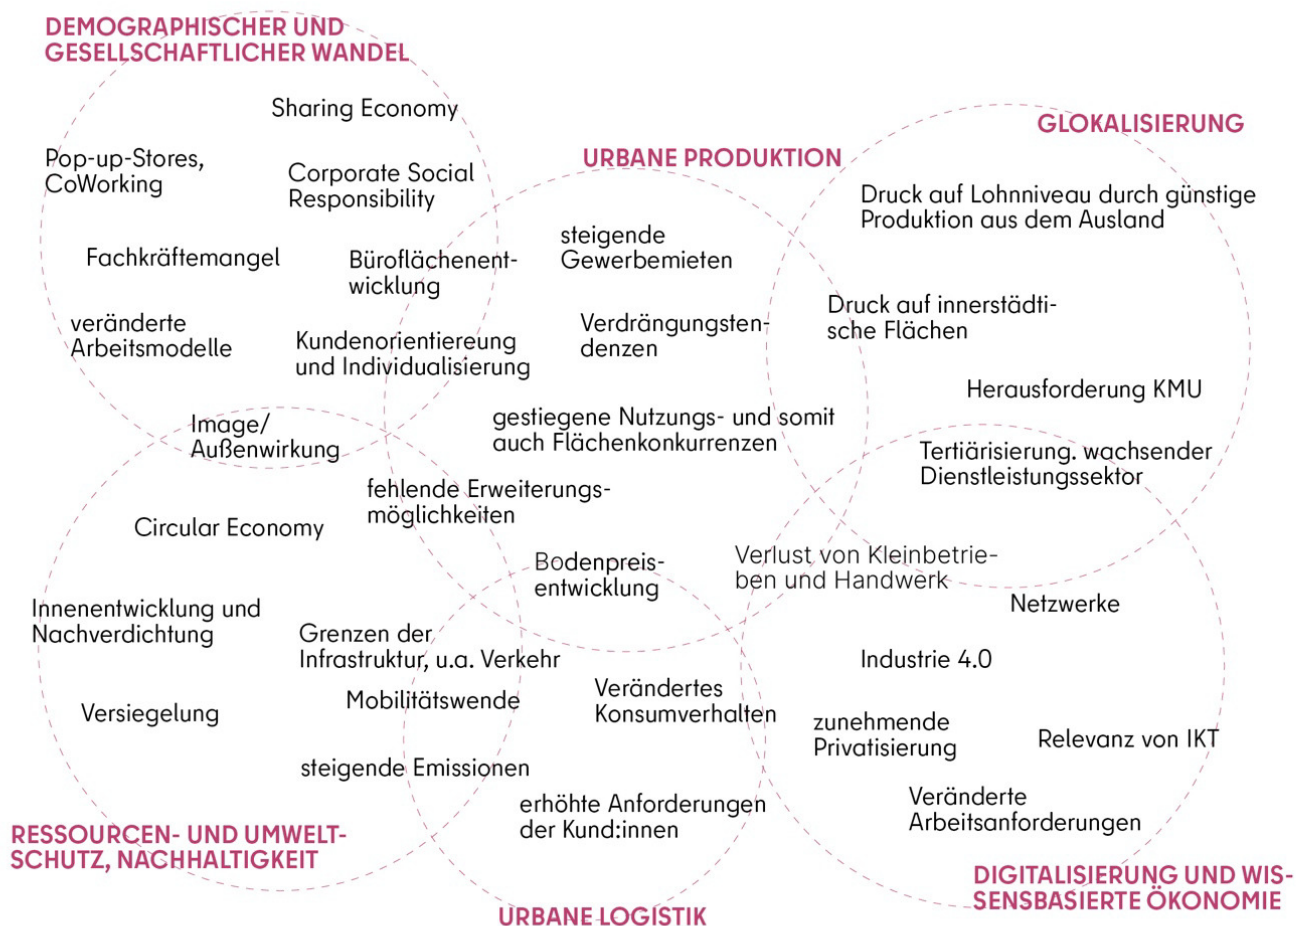 DEMOGRAPHISCHER UND
GESELLSCHAFTLICHER WANDEL
Sharing Economy
Pop-up-Stores,
CoWorking
Corporate Social
Responsibility
Fachkräftemangel
Büroflächenent-
wicklung
veränderte
Arbeitsmodelle
Kundenorientiereung
und Individualisierung
Image/
Außenwirkung
URBANE PRODUKTION
steigende
Gewerbemieten
Verdrängungsten-
denzen
gestiegene Nutzungs- und somit
auch Flächenkonkurrenzen
fehlende Erweiterungs-
möglichkeiten
Bodenpreis-
entwicklung
GLOKALISIERUNG
Druck auf Lohnniveau durch günstige
Produktion aus dem Ausland
Druck auf innerstädti-
sche Flächen
Herausforderung KMU
Tertiärisierung. wachsender
Dienstleistungssektor
Verlust von Kleinbetrie-
ben und Handwerk
Netzwerke
Industrie 4.0
zunehmende
Privatisierung
Relevanz von IKT
Veränderte
Arbeitsanforderungen
DIGITALISIERUNG UND WIS-
SENSBASIERTE ÖKONOMIE
Circular Economy
Innenentwicklung und
Nachverdichtung
Grenzen der
Infrastruktur, u.a. Verkehr
Mobilitätswende
Versiegelung
steigende Emissionen
RESSOURCEN- UND UMWELT-
SCHUTZ, NACHHALTIGKEIT
Verändertes
Konsumverhalten
erhöhte Anforderungen
der Kund:innen
URBANE LOGISTIK